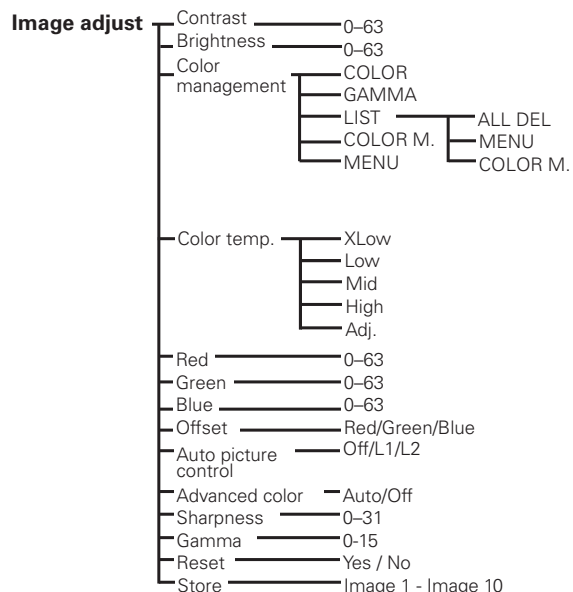 Image adjust
Contrast 0–63
Brightness 0–63
Color
management
COLOR
GAMMA
LIST ALL DEL
MENU
COLOR M.
COLOR M.
MENU
Color temp. XLow
Low
Mid
High
Adj.
Red 0–63
Green 0–63
Blue 0–63
Offset Red/Green/Blue
Auto picture
control
Off/L1/L2
Advanced color Auto/Off
Sharpness 0–31
Gamma 0-15
Reset Yes / No
Store Image 1 - Image 10